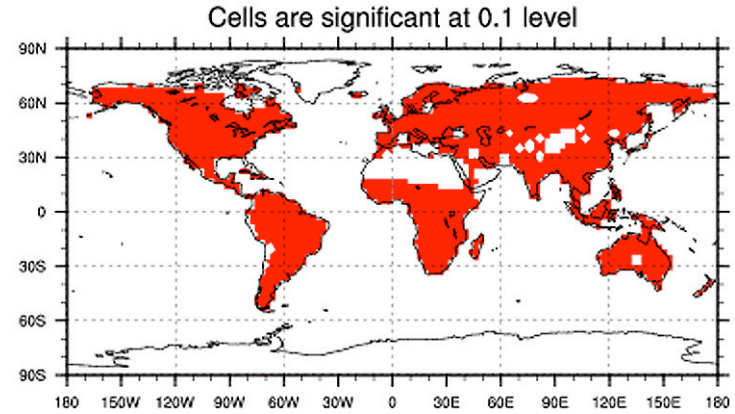 Cells are significant at 0.1 level
90N
60N
30N
0
30S
60S
90S
180 150W 120W 90W 60W 30W 0 30E 60E 90E 120E 150E 180